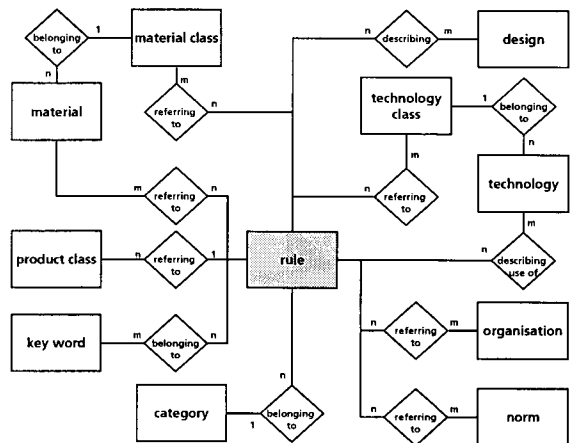 belonging
to
1
material class
n
describing
m
design
n
m
material
referring
to
n
technology
class
1
belonging
to
m
n
m
referring
to
n
n
referring
to
technology
m
product class
n
referring
to
1
rule
n
describing
use of
key word
m
belonging
to
n
n
referring
to
m
organisation
n
category
1
belonging
to
n
referring
to
m
norm